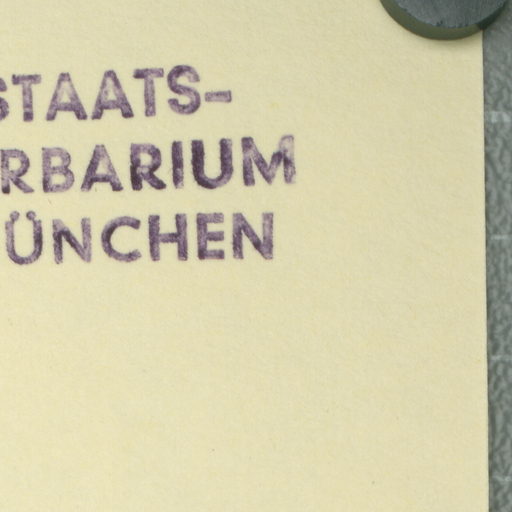 STAATS-
RBARIUM
ÜNCHEN